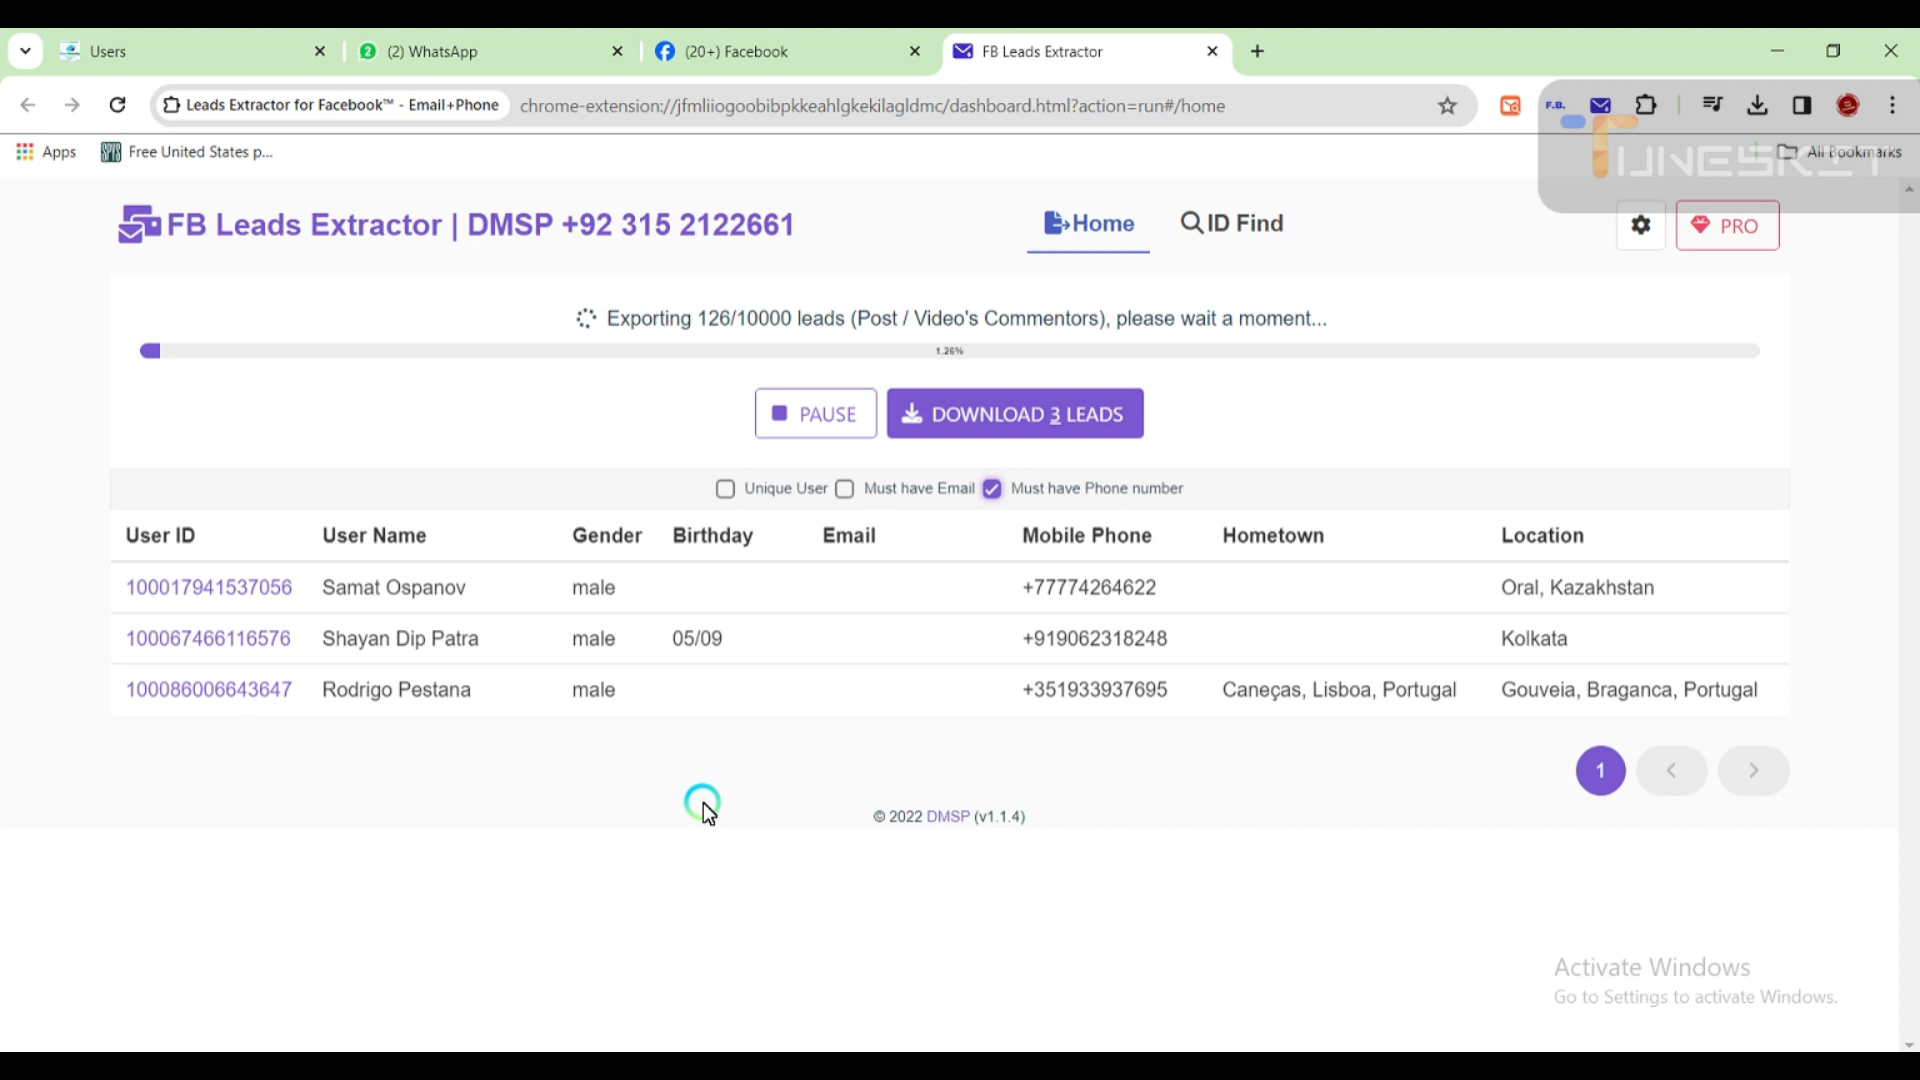 Users
(2) WhatsApp
(20+) Facebook
FB Leads Extractor
Leads Extractor for Facebook™ - Email+Phone
chrome-extension://jfmliiogoobibpkkeahlgkekilagldmc/dashboard.html?action=run#/home
F.B.
Apps
Free United States p...
All Bookmarks
TUNESKIT
FB Leads Extractor | DMSP +92 315 2122661
Home
ID Find
PRO
Exporting 126/10000 leads (Post / Video's Commentors), please wait a moment...
1.26%
PAUSE
DOWNLOAD 3 LEADS
Unique User Must have Email Must have Phone number
User ID User Name Gender Birthday Email Mobile Phone Hometown Location
100017941537056 Samat Ospanov male +77774264622 Oral, Kazakhstan
100067466116576 Shayan Dip Patra male 05/09 +919062318248 Kolkata
100086006643647 Rodrigo Pestana male +351933937695 Caneças, Lisboa, Portugal Gouveia, Braganca, Portugal
1
© 2022 DMSP (v1.1.4)
Activate Windows
Go to Settings to activate Windows.